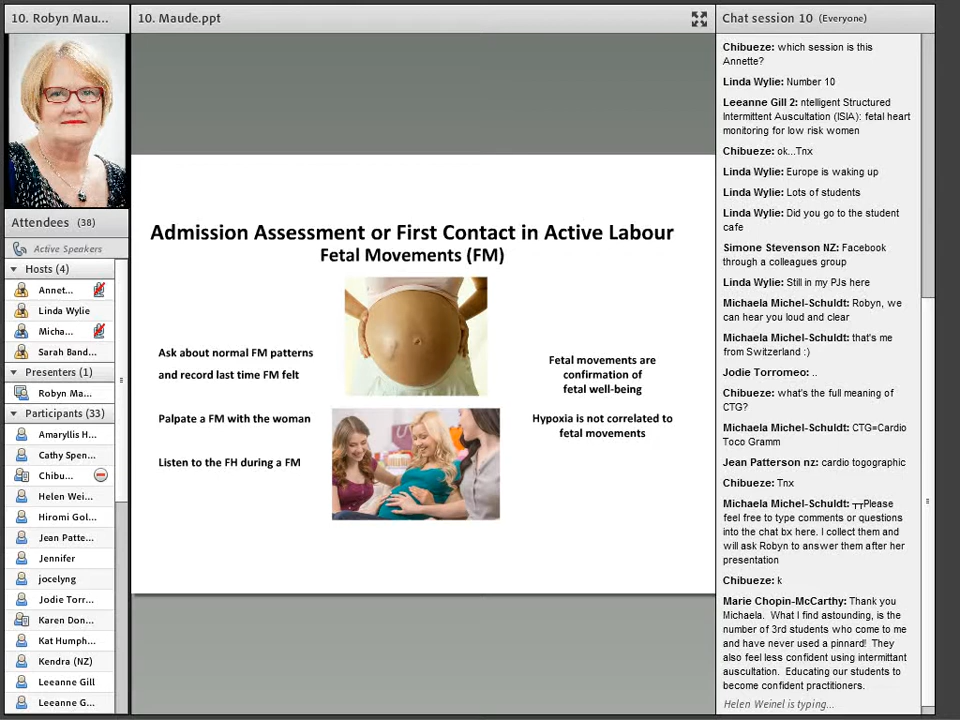 10. Robyn Mau...
Attendees (38)
Active Speakers
Hosts (4)
Annet...
Linda Wylie
Micha...
Sarah Band...
Presenters (1)
Robyn Ma...
Participants (33)
Amaryllis H...
Cathy Spen...
Chibu...
Helen Wei...
Hiromi Gol...
Jean Patte...
Jennifer
jocelyng
Jodie Torr...
Karen Don...
Kat Humph...
Kendra (NZ)
Leeanne Gill
Leeanne G...
10. Maude.ppt
Admission Assessment or First Contact in Active Labour
Fetal Movements (FM)
Ask about normal FM patterns
and record last time FM felt
Palpate a FM with the woman
Listen to the FH during a FM
Fetal movements are
confirmation of
fetal well-being
Hypoxia is not correlated to
fetal movements
Chat session 10 (Everyone)
Chibueze: which session is this
Annette?
Linda Wylie: Number 10
Leeanne Gill 2: ntelligent Structured
Intermittent Auscultation (ISIA): fetal heart
monitoring for low risk women
Chibueze: ok...Tnx
Linda Wylie: Europe is waking up
Linda Wylie: Lots of students
Linda Wylie: Did you go to the student
cafe
Simone Stevenson NZ: Facebook
through a colleagues group
Linda Wylie: Still in my PJs here
Michaela Michel-Schuldt: Robyn, we
can hear you loud and clear
Michaela Michel-Schuldt: that's me
from Switzerland :)
Jodie Torromeo: ..
Chibueze: what's the full meaning of
CTG?
Michaela Michel-Schuldt: CTG=Cardio
Toco Gramm
Jean Patterson nz: cardio togographic
Chibueze: Tnx
Michaela Michel-Schuldt: Please
feel free to type comments or questions
into the chat bx here. I collect them and
will ask Robyn to answer them after her
presentation
Chibueze: k
Marie Chopin-McCarthy: Thank you
Michaela. What I find astounding, is the
number of 3rd students who come to me
and have never used a pinnard! They
also feel less confident using intermittant
auscultation. Educating our students to
become confident practitioners.
Helen Weinel is typing...